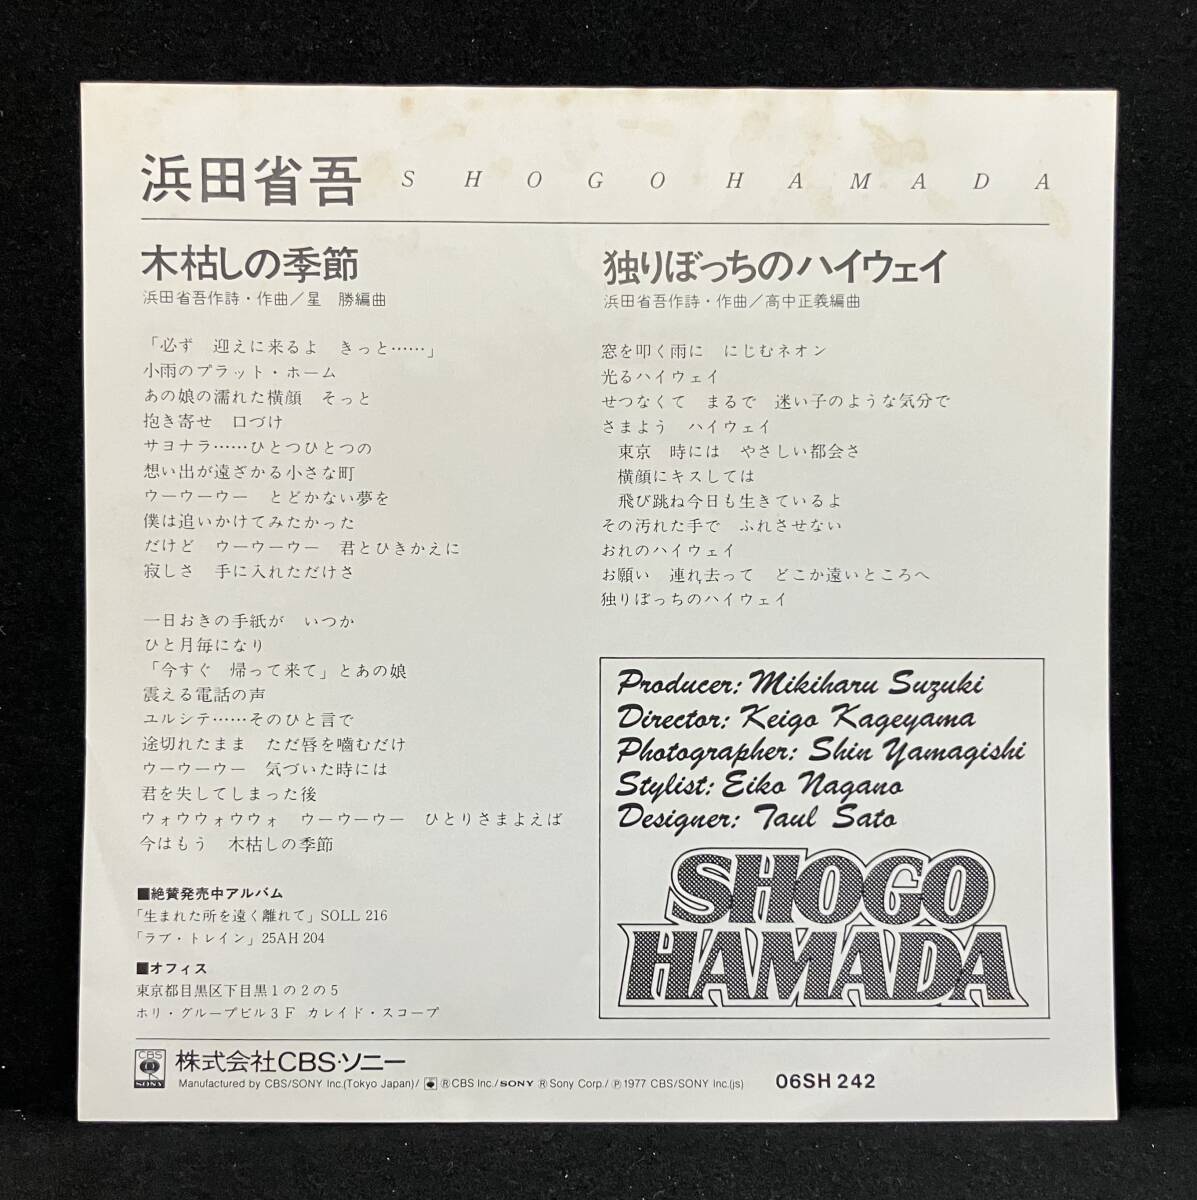 浜田省吾 SHOGO HAMADA
木枯しの季節
浜田省吾作詩・作曲／星　勝編曲
「必ず　迎えに来るよ　きっと……」
小雨のプラット・ホーム
あの娘の濡れた横顔　そっと
抱き寄せ　口づけ
サヨナラ……ひとつひとつの
想い出が遠ざかる小さな町
ウーウーウー　とどかない夢を
僕は追いかけてみたかった
だけど　ウーウーウー　君とひきかえに
寂しさ　手に入れただけさ
一日おきの手紙が　いつか
ひと月毎になり
「今すぐ　帰って来て」とあの娘
震える電話の声
ユルシテ……そのひと言で
途切れたまま　ただ唇を嚙むだけ
ウーウーウー　気づいた時には
君を失してしまった後
ウォウウォウウォ　ウーウーウー　ひとりさまよえば
今はもう　木枯しの季節
■絶賛発売中アルバム
「生まれた所を遠く離れて」SOLL 216
「ラブ・トレイン」25AH 204
■オフィス
東京都目黒区下目黒1の2の5
ホリ・グループビル3F カレイド・スコープ
独りぼっちのハイウェイ
浜田省吾作詩・作曲／高中正義編曲
窓を叩く雨に　にじむネオン
光るハイウェイ
せつなくて　まるで　迷い子のような気分で
さまよう　ハイウェイ
東京　時には　やさしい都会さ
横顔にキスしては
飛び跳ね今日も生きているよ
その汚れた手で　ふれさせない
おれのハイウェイ
お願い　連れ去って　どこか遠いところへ
独りぼっちのハイウェイ
Producer: Mikiharu Suzuki
Director: Keigo Kageyama
Photographer: Shin Yamagishi
Stylist: Eiko Nagano
Designer: Taul Sato
SHOGO
HAMADA
CBS SONY 株式会社CBS・ソニー
Manufactured by CBS/SONY Inc.(Tokyo Japan)/ ®CBS Inc./SONY ®Sony Corp./℗1977 CBS/SONY Inc.(js)
06SH 242